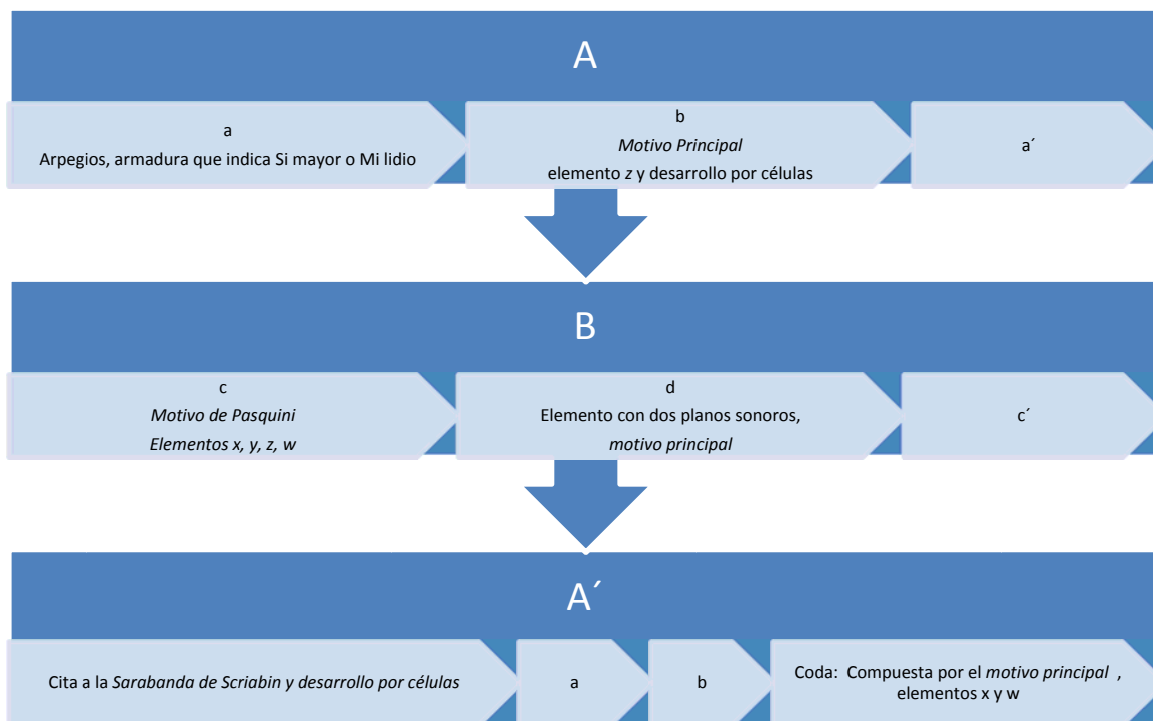 A
a
Arpegios, armadura que indica Si mayor o Mi lidio
b
Motivo Principal
elemento z y desarrollo por células
a´
B
c
Motivo de Pasquini
Elementos x, y, z, w
d
Elemento con dos planos sonoros,
motivo principal
c´
A´
Cita a la Sarabanda de Scriabin y desarrollo por células
a
b
Coda: Compuesta por el motivo principal ,
elementos x y w